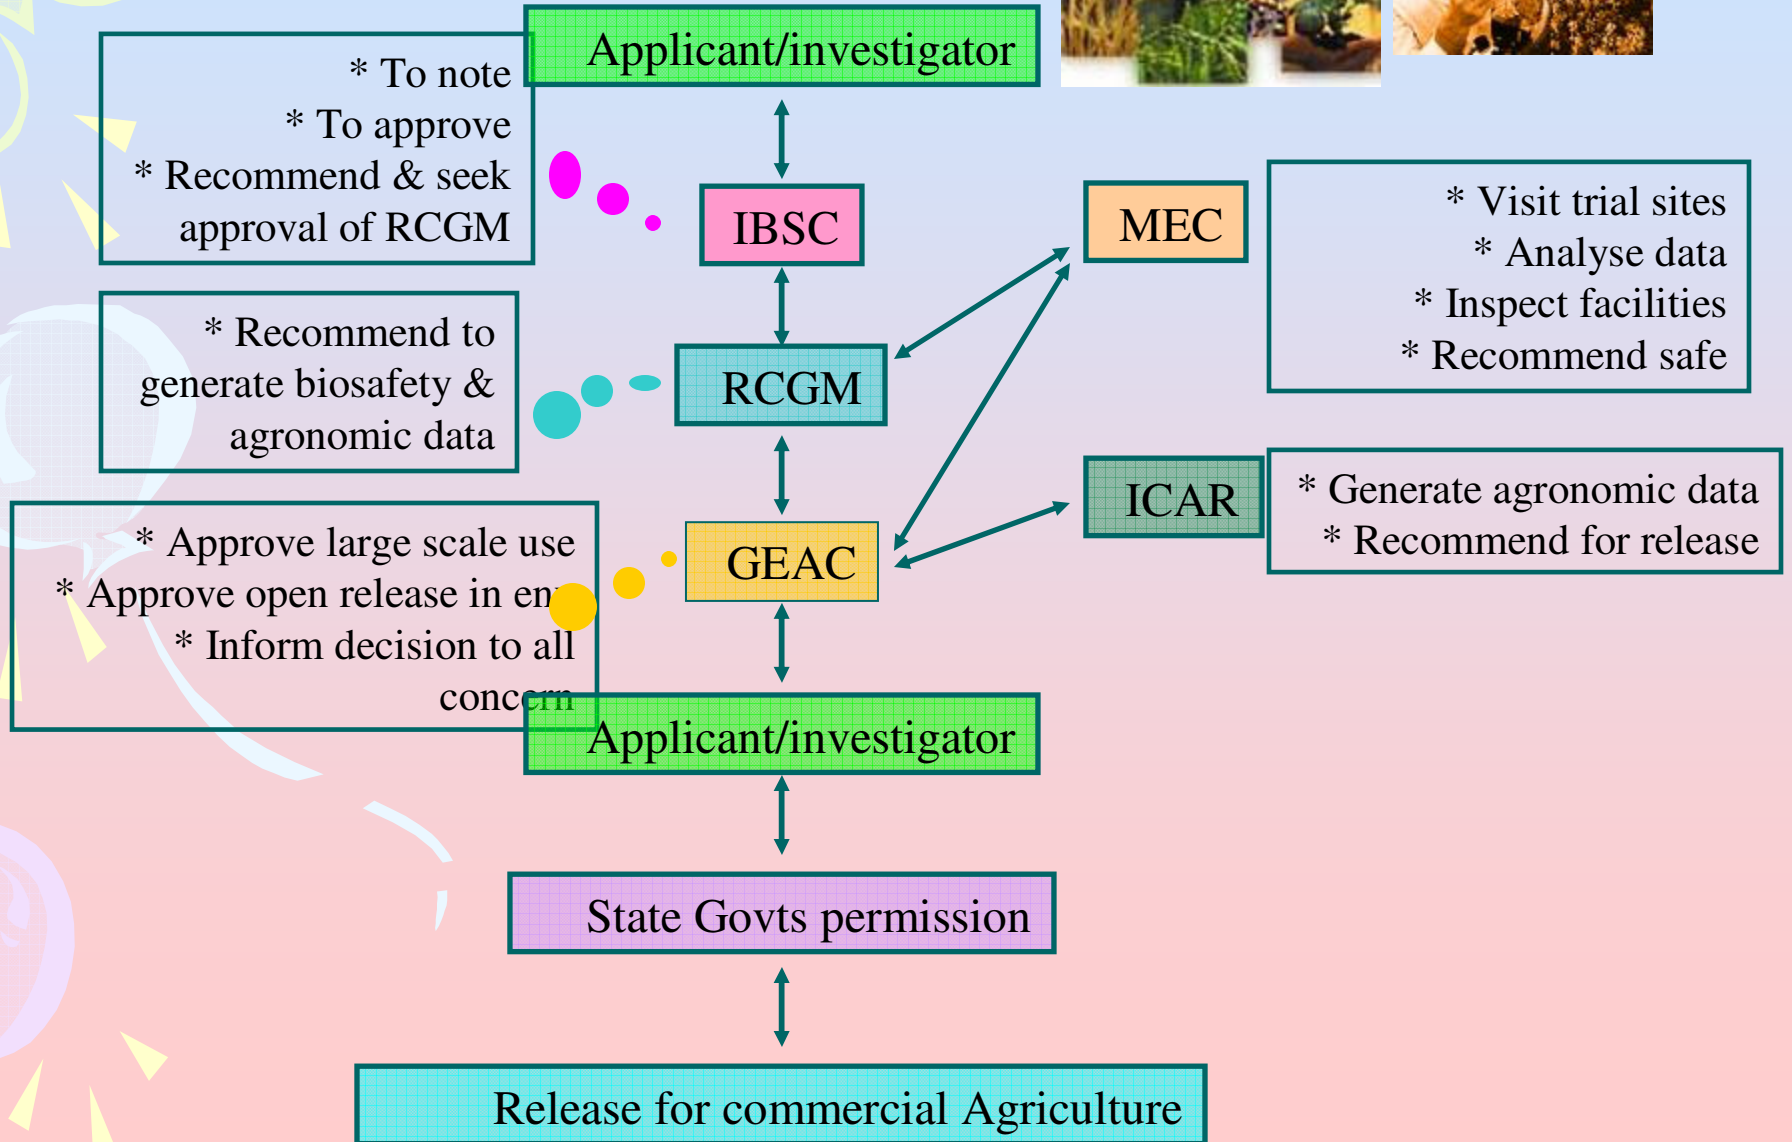 Applicant/investigator
* To note
* To approve
* Recommend & seek
approval of RCGM
IBSC
MEC
* Visit trial sites
* Analyse data
* Inspect facilities
* Recommend safe
* Recommend to
generate biosafety &
agronomic data
RCGM
ICAR
* Generate agronomic data
* Recommend for release
* Approve large scale use
* Approve open release in
* Inform decision to all
concern
GEAC
Applicant/investigator
State Govts permission
Release for commercial Agriculture